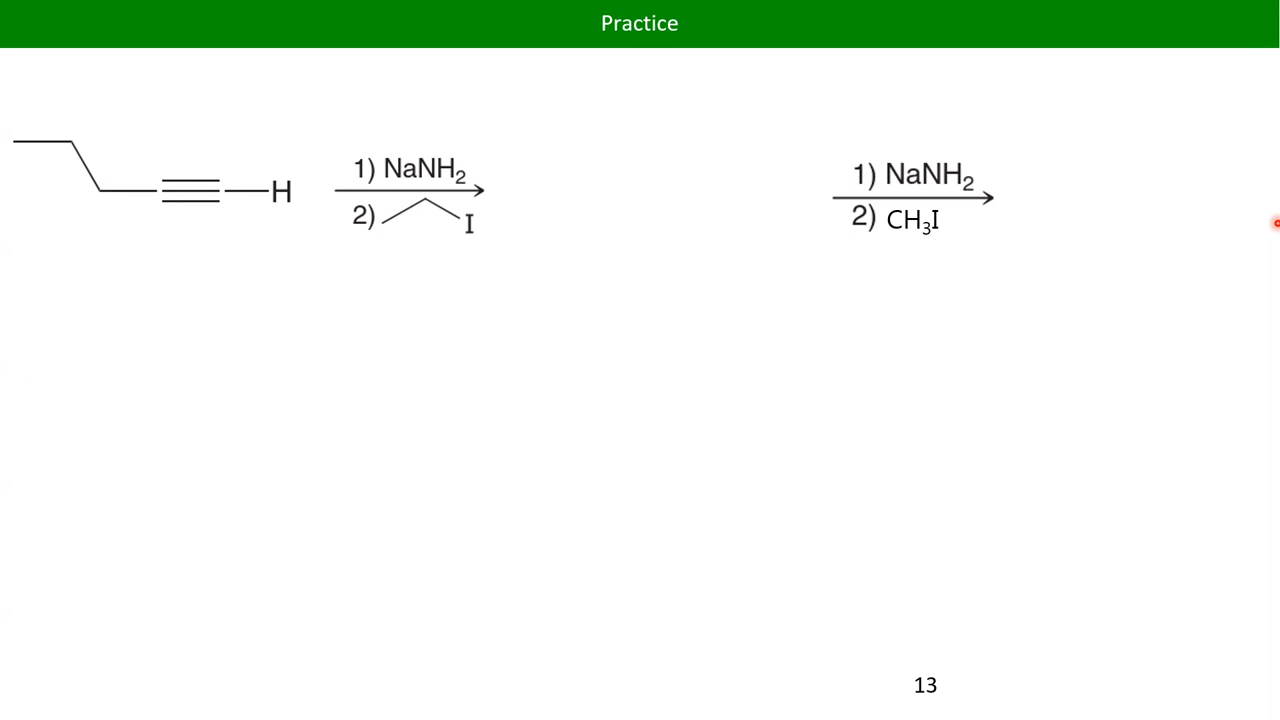 Practice
1) NaNH₂
2) I
H
1) NaNH₂
2) CH₃I
13